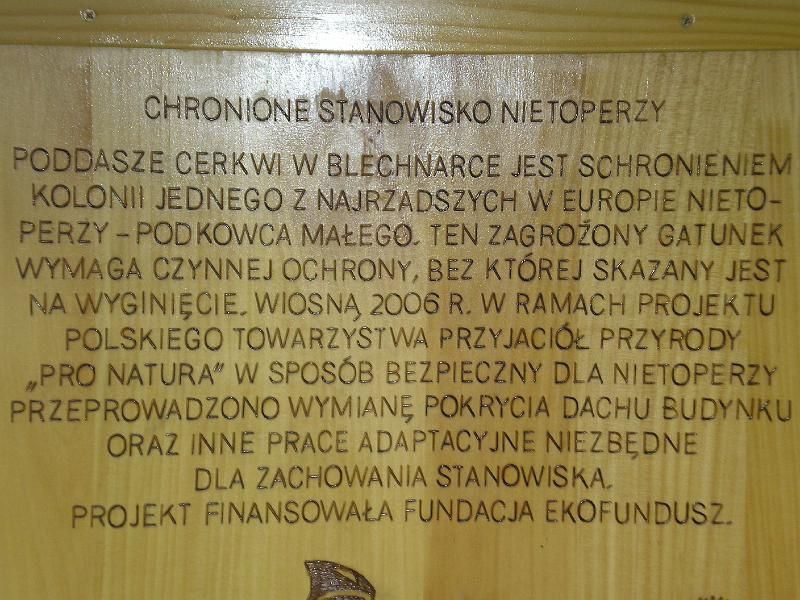 CHRONIONE STANOWISKO NIETOPERZY
PODDASZE CERKWI W BLECHNARCE JEST SCHRONIENIEM
KOLONII JEDNEGO Z NAJRZADSZYCH W EUROPIE NIETO-
PERZY – PODKOWCA MAŁEGO. TEN ZAGROŻONY GATUNEK
WYMAGA CZYNNEJ OCHRONY, BEZ KTÓREJ SKAZANY JEST
NA WYGINIĘCIE. WIOSNĄ 2006 R. W RAMACH PROJEKTU
POLSKIEGO TOWARZYSTWA PRZYJACIÓŁ PRZYRODY
„PRO NATURA” W SPOSÓB BEZPIECZNY DLA NIETOPERZY
PRZEPROWADZONO WYMIANĘ POKRYCIA DACHU BUDYNKU
ORAZ INNE PRACE ADAPTACYJNE NIEZBĘDNE
DLA ZACHOWANIA STANOWISKA.
PROJEKT FINANSOWAŁA FUNDACJA EKOFUNDUSZ.